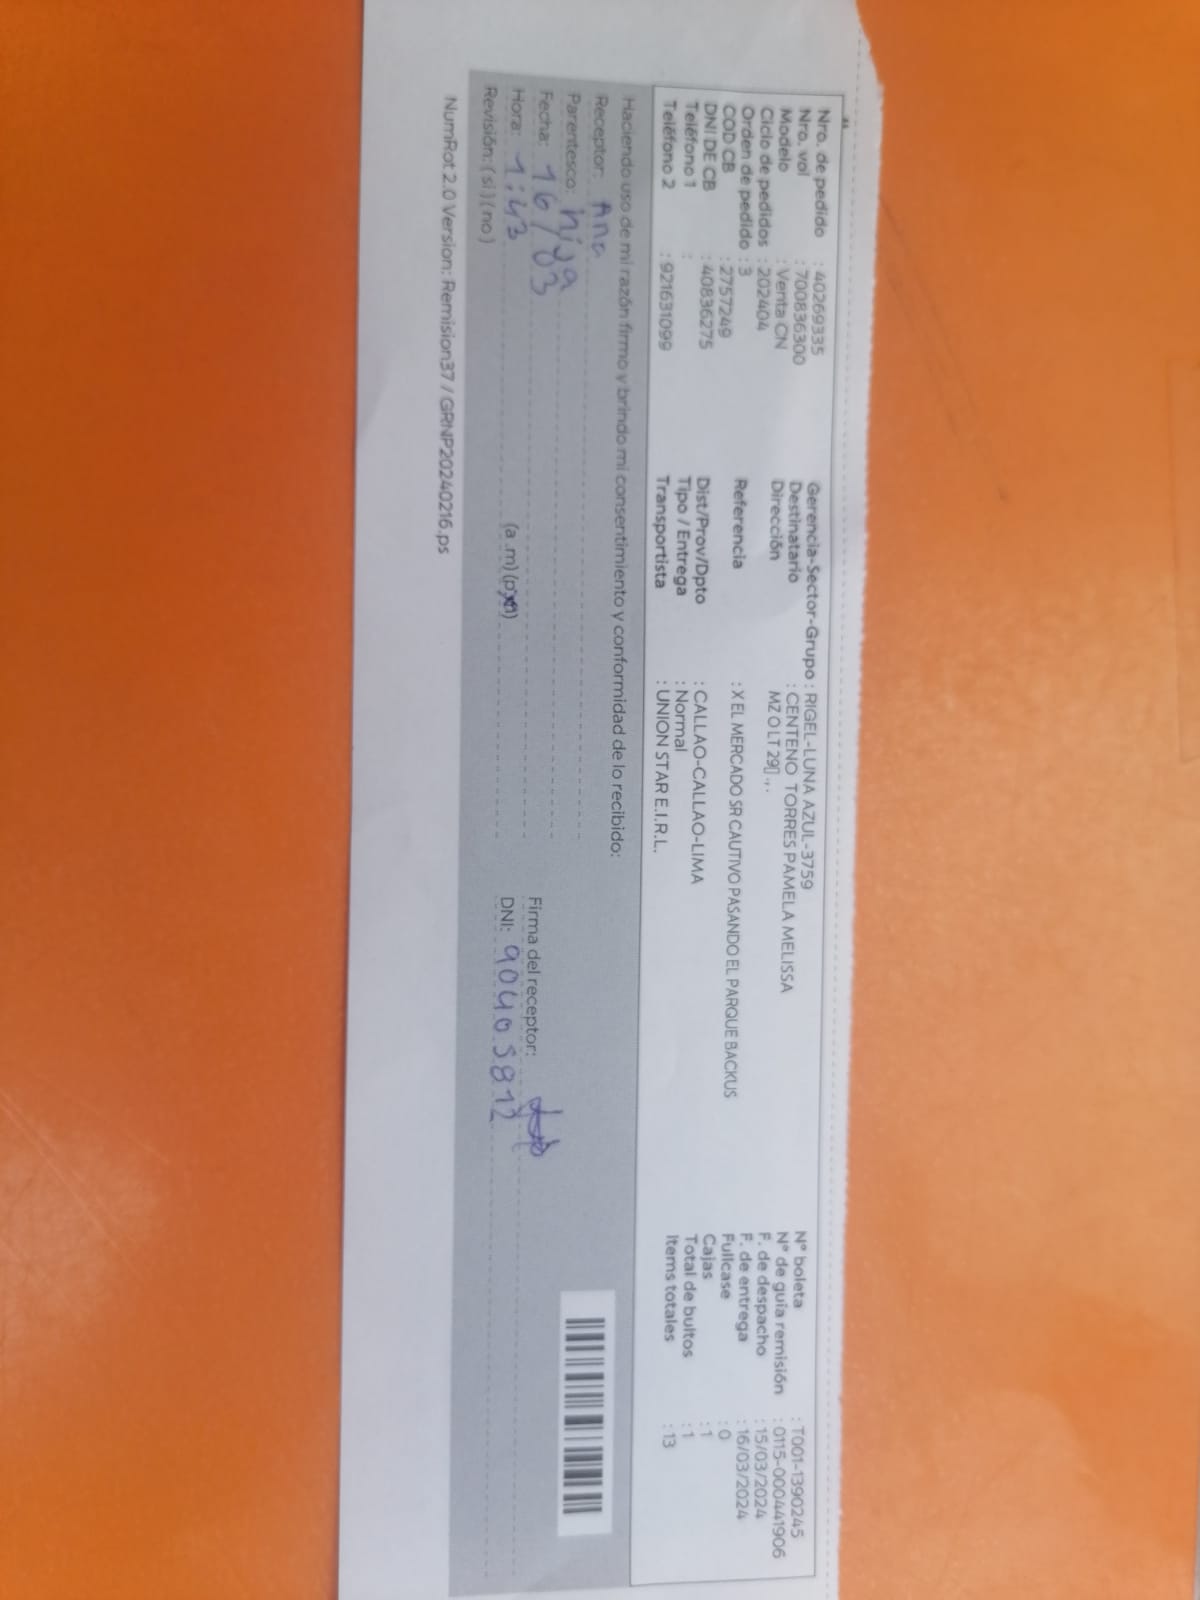 Nro. de pedido : 40269335
Nro. vol : 700836300
Modelo : Venta CN
Ciclo de pedidos : 202404
Orden de pedido : 3
COD CB : 2757249
DNI DE CB : 40836275
Teléfono 1 :
Teléfono 2 : 921631099
Gerencia-Sector-Grupo : RIGEL-LUNA AZUL-3759
Destinatario : CENTENO TORRES PAMELA MELISSA
Dirección MZ O LT 29▯ ., .
Referencia : X EL MERCADO SR CAUTIVO PASANDO EL PARQUE BACKUS
Dist/Prov/Dpto : CALLAO-CALLAO-LIMA
Tipo / Entrega : Normal
Transportista : UNION STAR E.I.R.L.
N° boleta : T001-1390245
N° de guía remisión : 0115-000441906
F. de despacho : 15/03/2024
F. de entrega : 16/03/2024
Fullcase : 0
Cajas : 1
Total de bultos : 1
Items totales : 13
Haciendo uso de mi razón firmo y brindo mi consentimiento y conformidad de lo recibido:
Receptor: Ana
Parentesco: hija
Fecha: 16/03
Hora: 1:43 (a .m) (p.m)
Revisión: ( si ) ( no )
Firma del receptor:
DNI: 90405812
NumRot 2.0 Version: Remision37 / GRNP20240216.ps